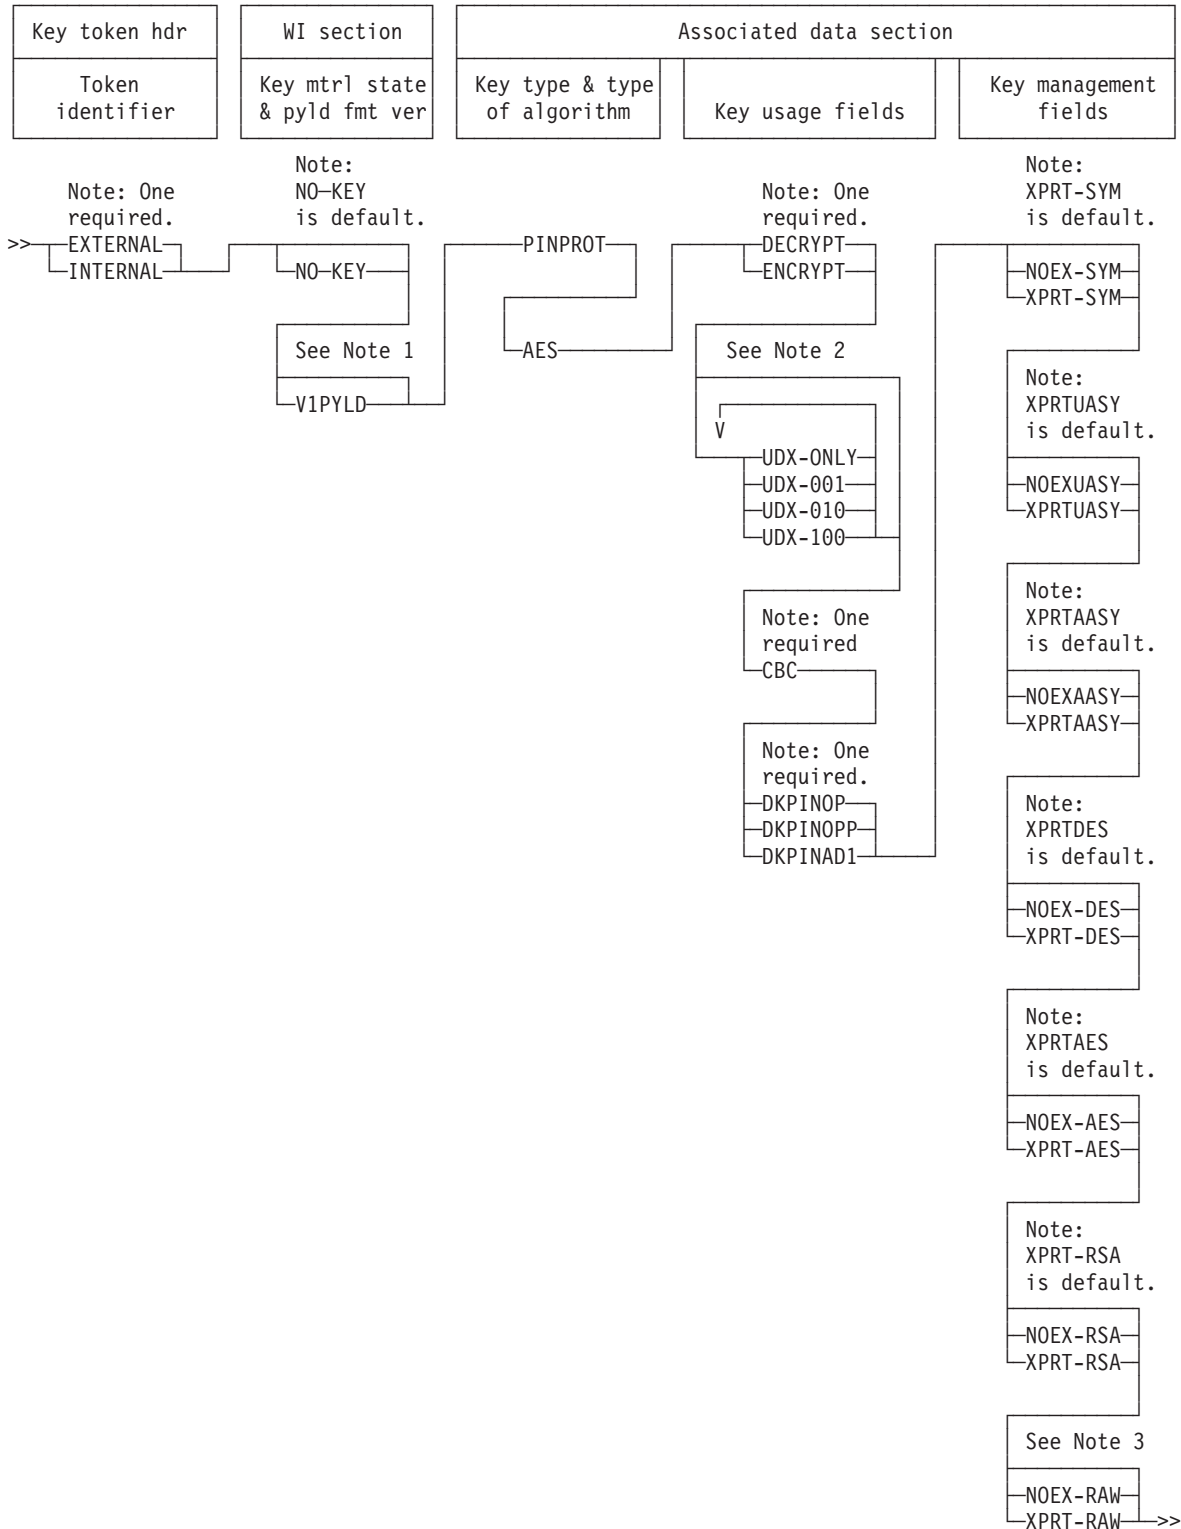 Key token hdr
WI section
Associated data section
Token
identifier
Key mtrl state
& pyld fmt ver
Key type & type
of algorithm
Key usage fields
Key management
fields
Note: One
required.
>> EXTERNAL
INTERNAL
Note:
NO-KEY
is default.
NO-KEY
See Note 1
V1PYLD
PINPROT
AES
Note: One
required.
DECRYPT
ENCRYPT
See Note 2
V
UDX-ONLY
UDX-001
UDX-010
UDX-100
Note: One
required
CBC
Note: One
required.
DKPINOP
DKPINOPP
DKPINAD1
Note:
XPRT-SYM
is default.
NOEX-SYM
XPRT-SYM
Note:
XPRTUASY
is default.
NOEXUASY
XPRTUASY
Note:
XPRTAASY
is default.
NOEXAASY
XPRTAASY
Note:
XPRTDES
is default.
NOEX-DES
XPRT-DES
Note:
XPRTAES
is default.
NOEX-AES
XPRT-AES
Note:
XPRT-RSA
is default.
NOEX-RSA
XPRT-RSA
See Note 3
NOEX-RAW
XPRT-RAW >>